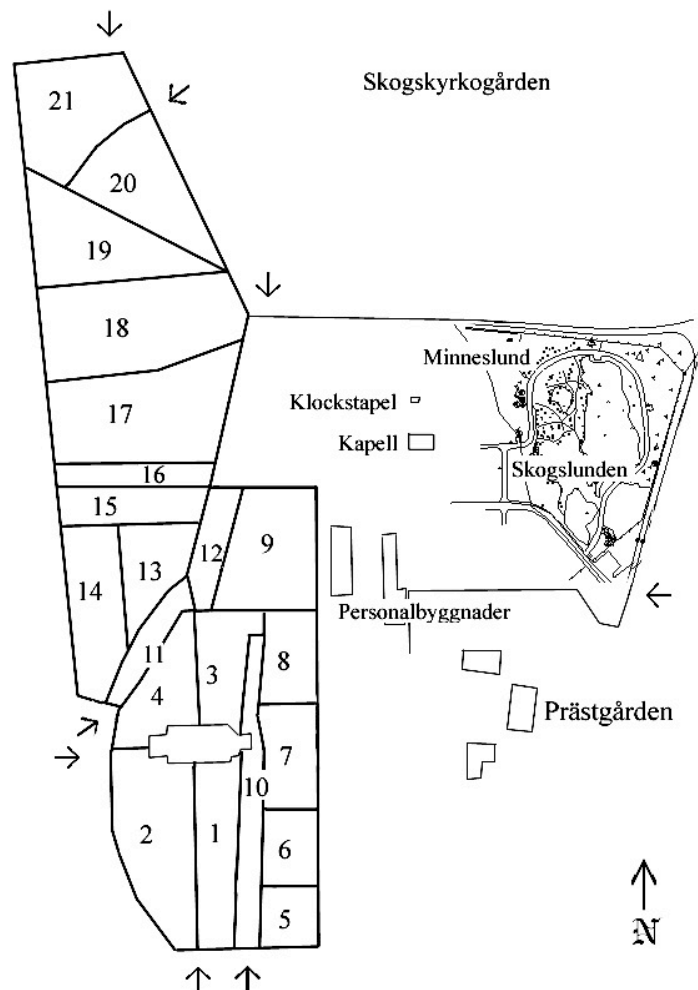 Skogskyrkogården
21
20
19
18
Minneslund
17
Klockstapel
Kapell
16
Skogslunden
15
12
9
13
14
Personalbyggnader
11
8
3
4
Prästgården
7
10
2
1
6
5
N